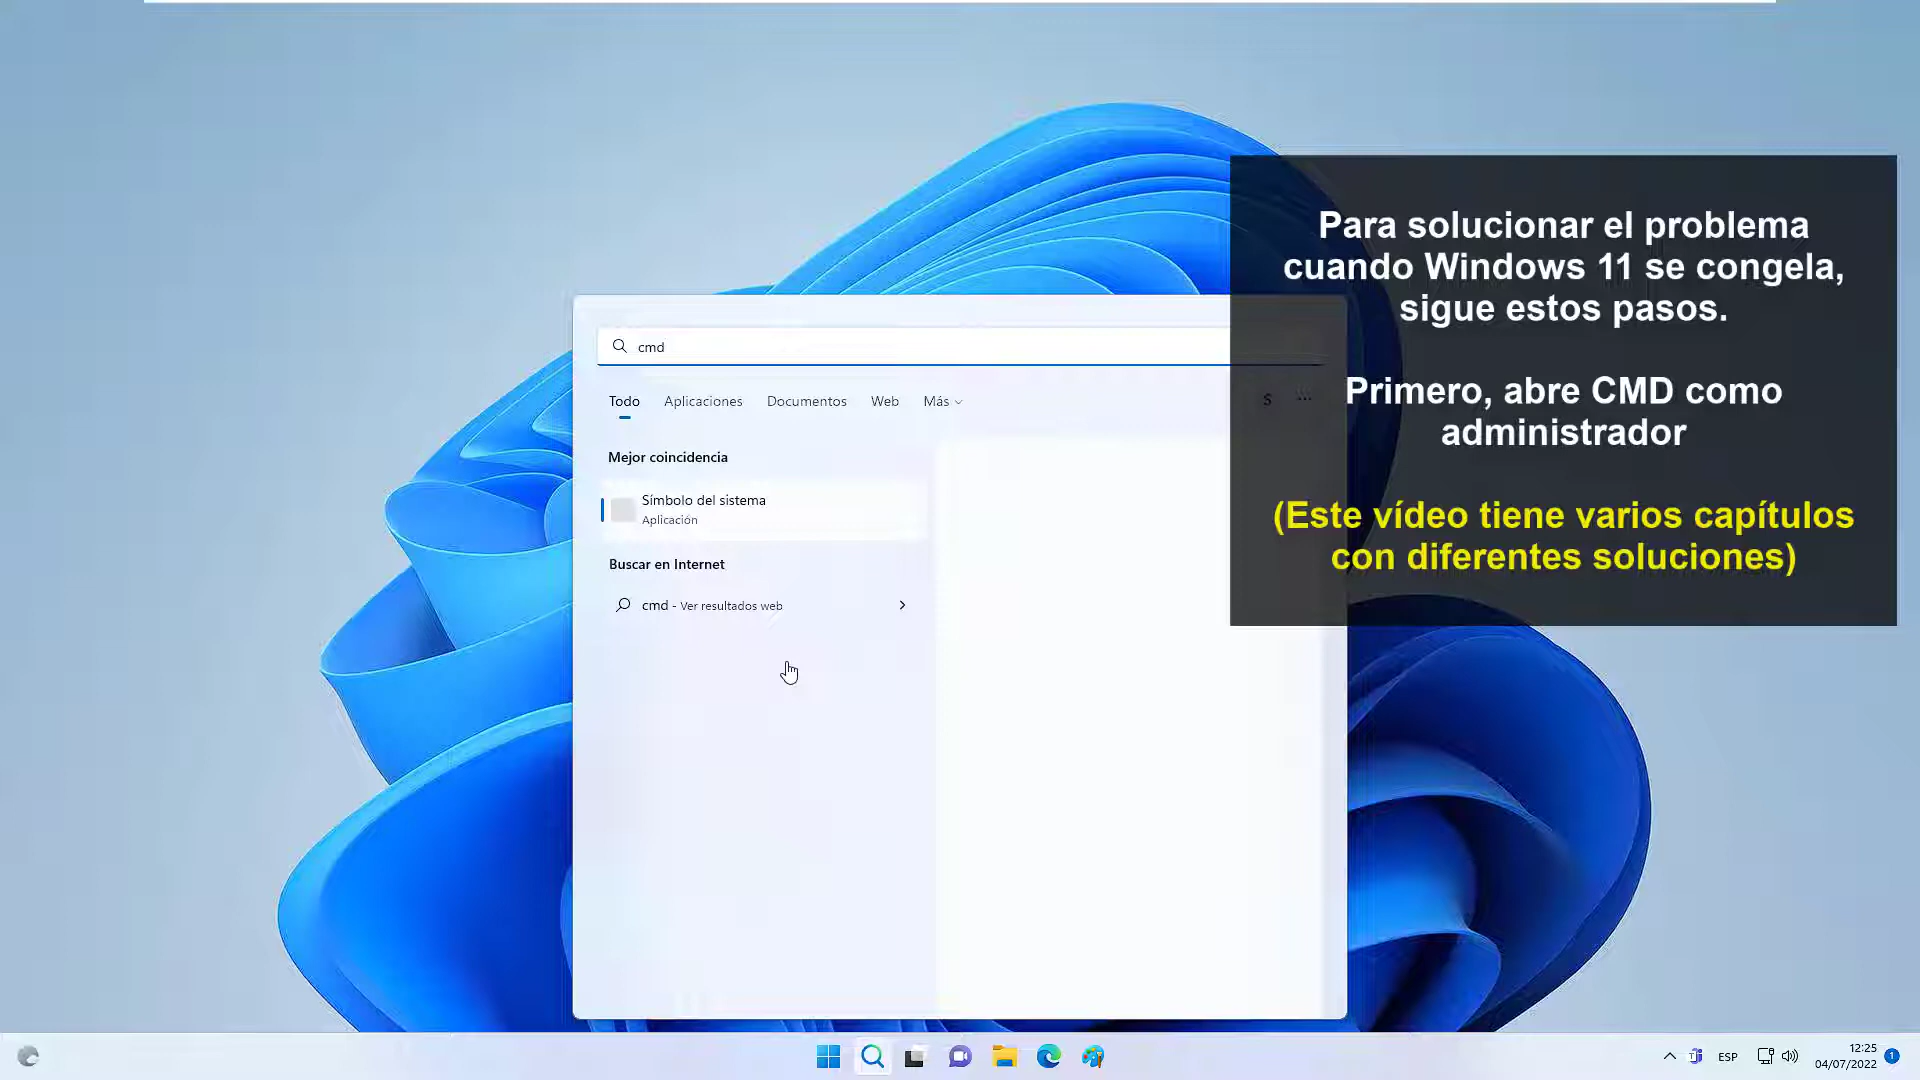 cmd
Todo Aplicaciones Documentos Web Más
S ...
Mejor coincidencia
Símbolo del sistema
Aplicación
Buscar en Internet
cmd - Ver resultados web
Para solucionar el problema
cuando Windows 11 se congela,
sigue estos pasos.
Primero, abre CMD como
administrador
(Este vídeo tiene varios capítulos
con diferentes soluciones)
ESP
12:25
04/07/2022
1